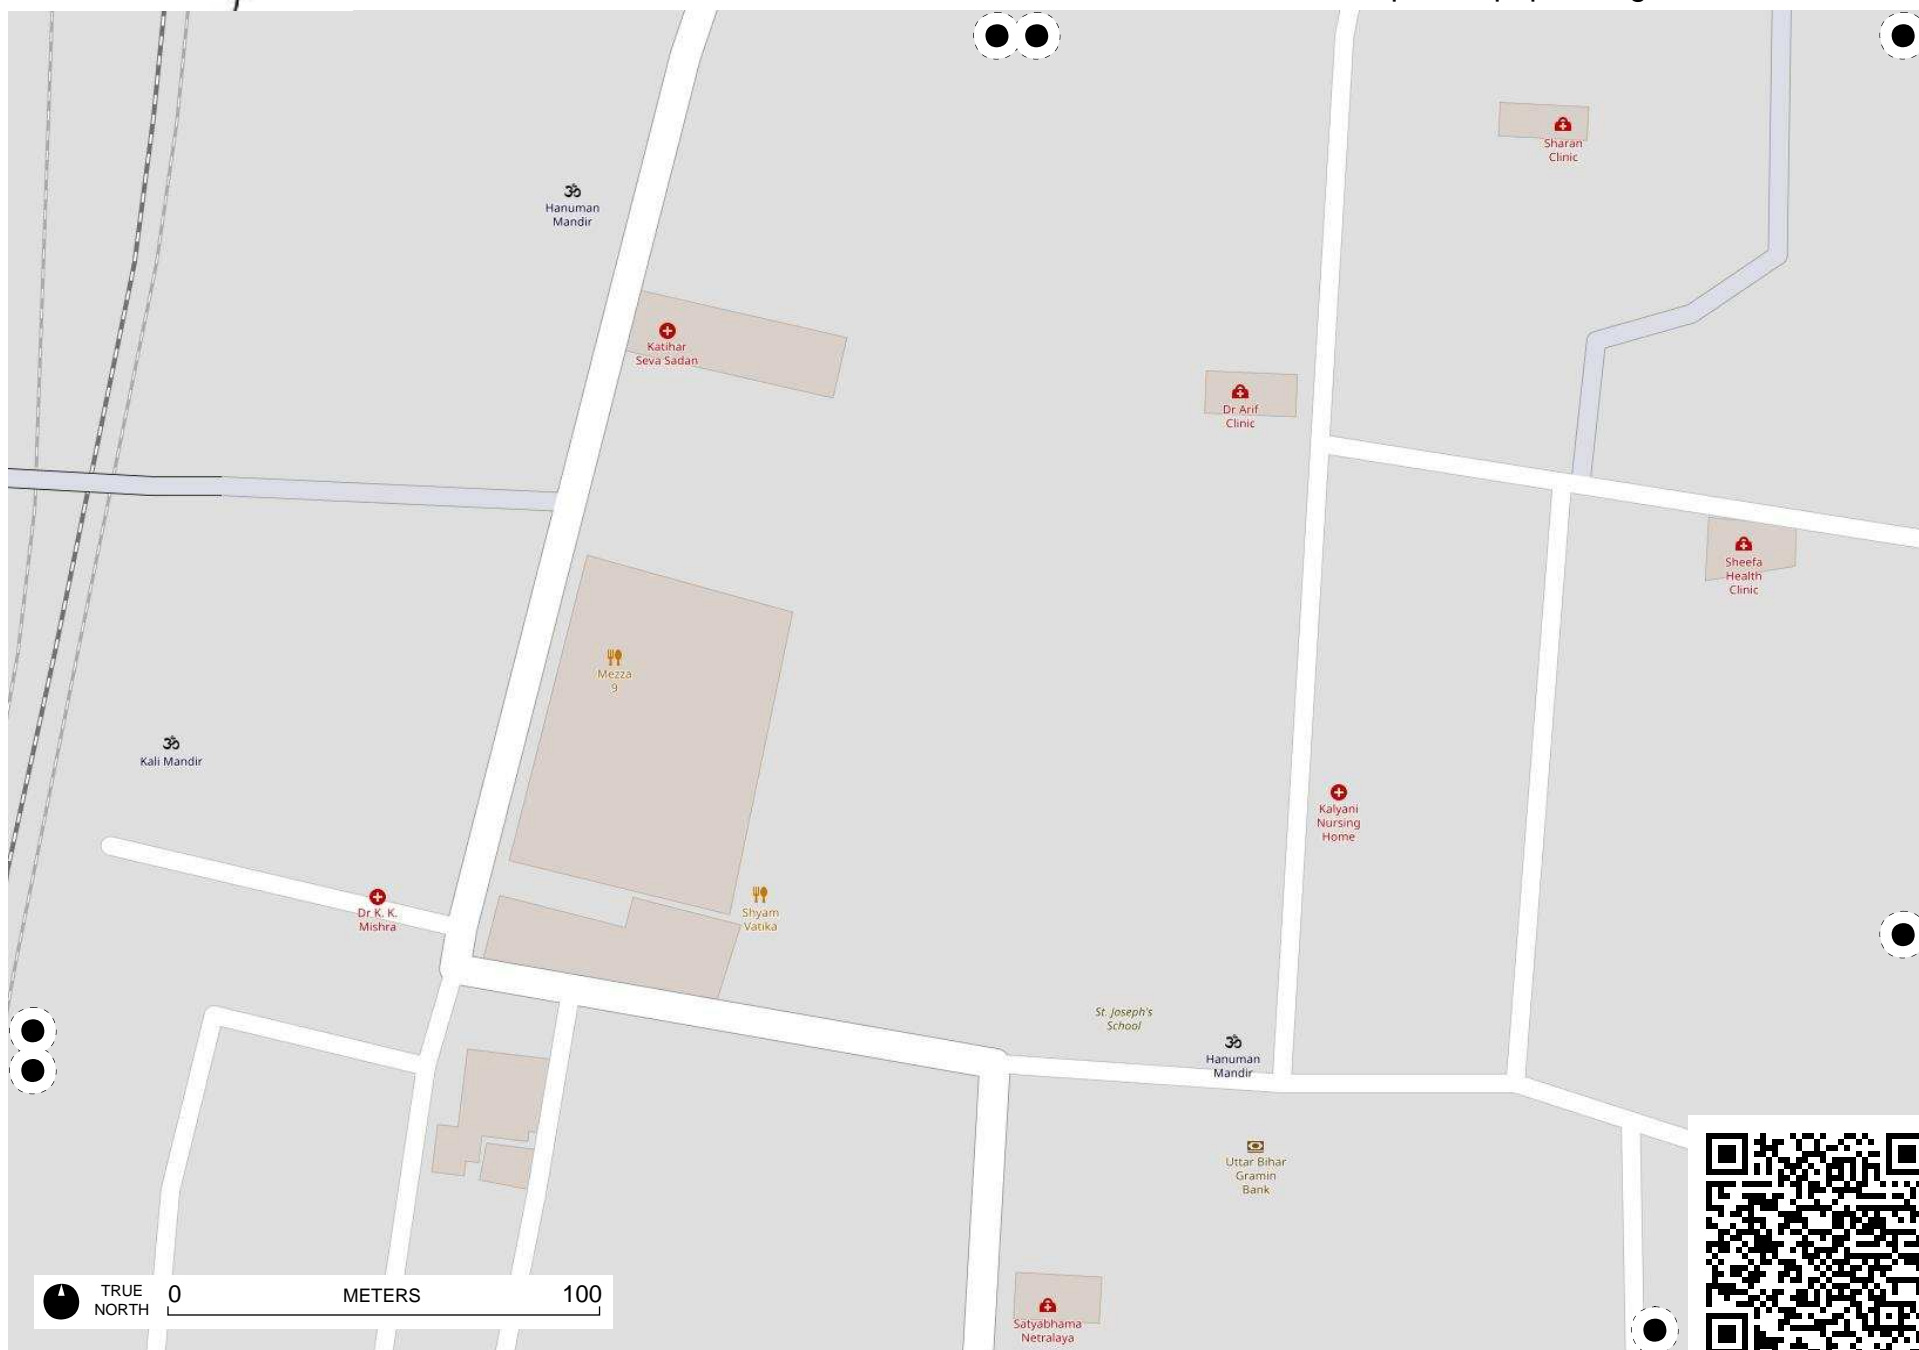 Hanuman
Mandir
Sharan
Clinic
Katihar
Seva Sadan
Dr Arif
Clinic
Sheefa
Health
Clinic
Mezza
9
Kali Mandir
Kalyani
Nursing
Home
Dr K. K.
Mishra
Shyam
Vatika
St. Joseph's
School
Hanuman
Mandir
Uttar Bihar
Gramin
Bank
Satyabhama
Netralaya
TRUE
NORTH
0 METERS 100